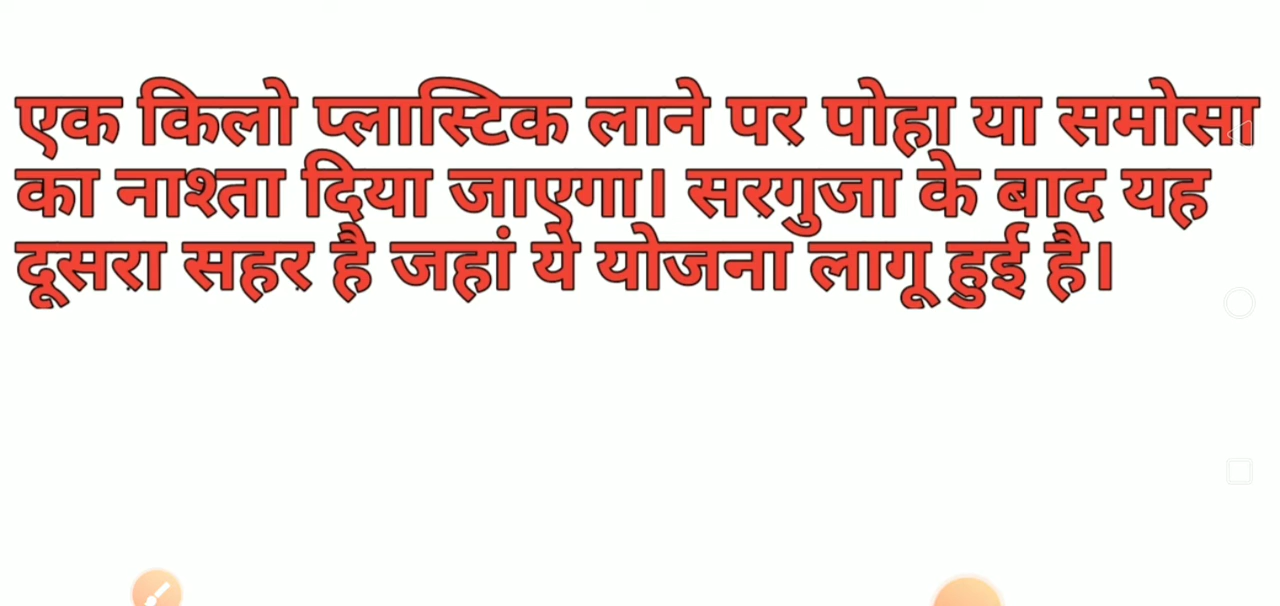 एक किलो प्लास्टिक लाने पर पोहा या समोसा
का नाश्ता दिया जाएगा। सरगुजा के बाद यह
दूसरा सहर है जहां ये योजना लागू हुई है।